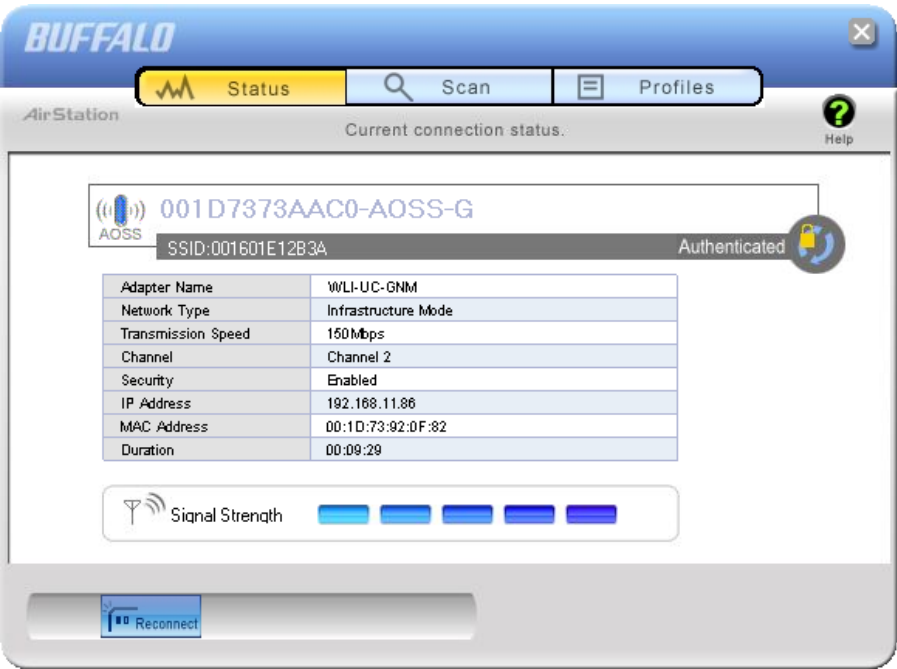 BUFFALO
Status Scan Profiles
AirStation
Current connection status.
Help
001D7373AAC0-AOSS-G
AOSS
SSID:001601E12B3A Authenticated
Adapter Name WLI-UC-GNM
Network Type Infrastructure Mode
Transmission Speed 150Mbps
Channel Channel 2
Security Enabled
IP Address 192.168.11.86
MAC Address 00:1D:73:92:0F:82
Duration 00:09:29
Signal Strength
Reconnect